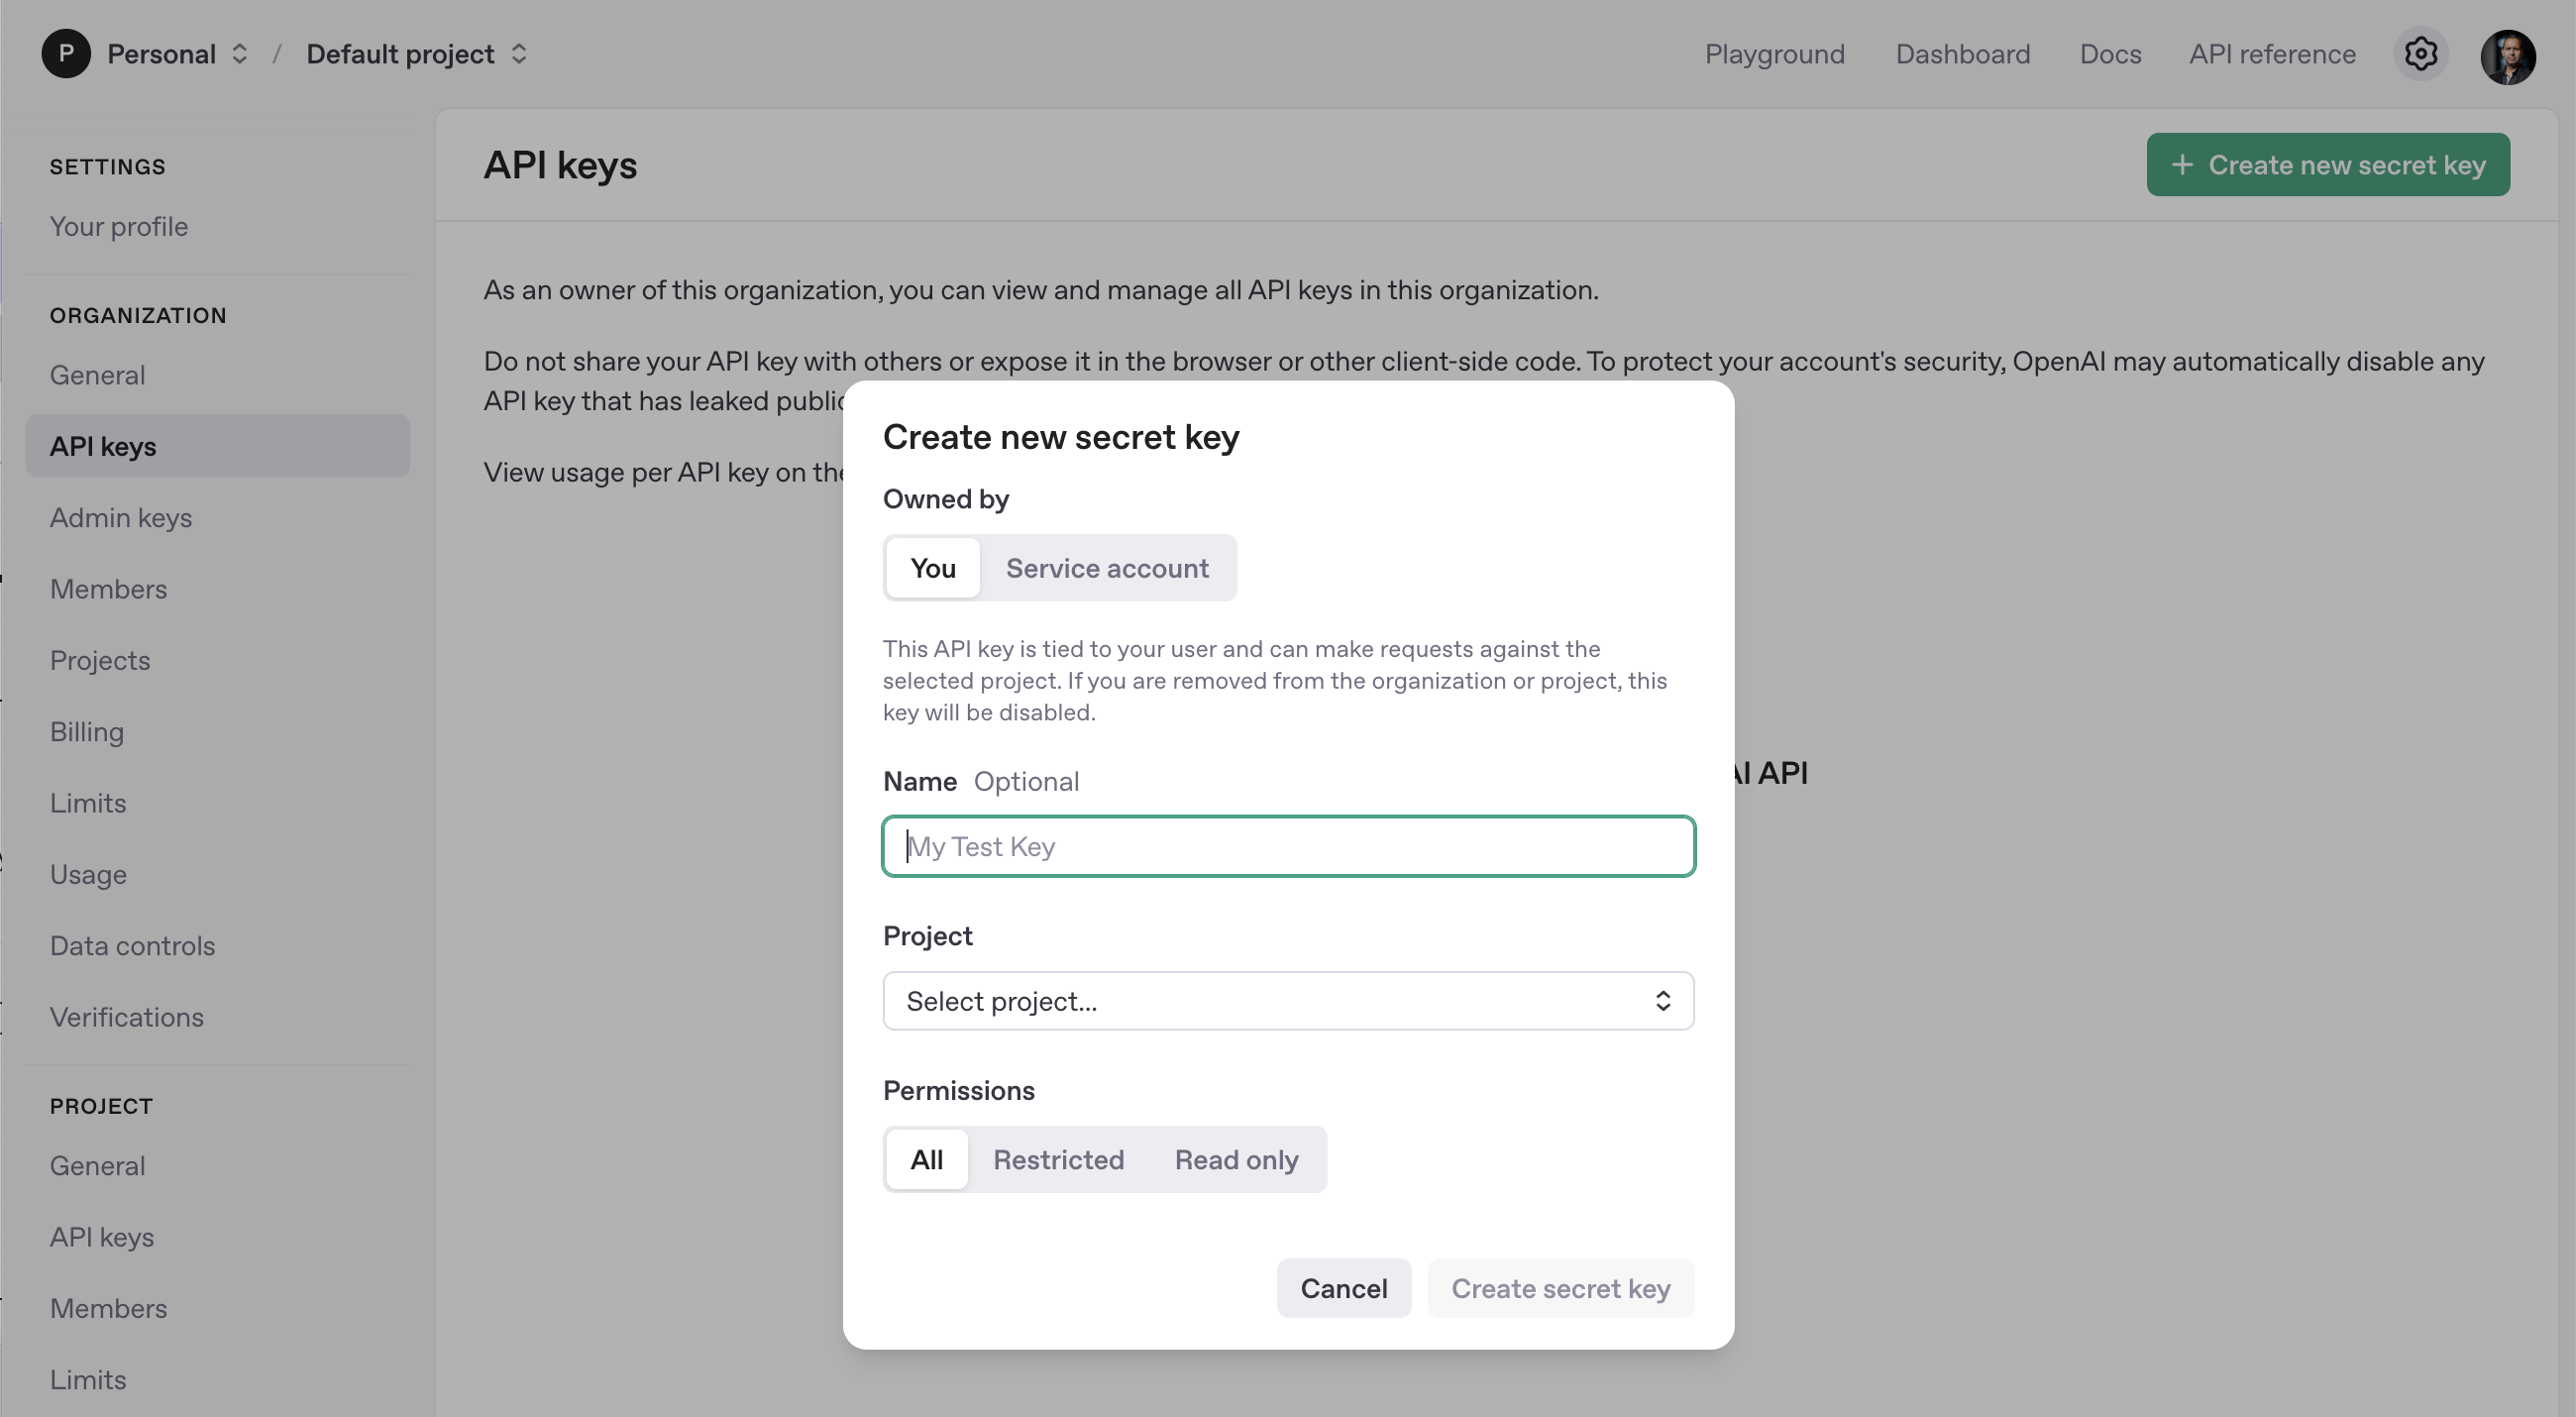 P Personal / Default project
Playground Dashboard Docs API reference
SETTINGS
Your profile
ORGANIZATION
General
API keys
Admin keys
Members
Projects
Billing
Limits
Usage
Data controls
Verifications
PROJECT
General
API keys
Members
Limits
API keys
+ Create new secret key
As an owner of this organization, you can view and manage all API keys in this organization.
Do not share your API key with others or expose it in the browser or other client-side code. To protect your account's security, OpenAI may automatically disable any
API key that has leaked public
View usage per API key on the
AI API
Create new secret key
Owned by
You Service account
This API key is tied to your user and can make requests against the
selected project. If you are removed from the organization or project, this
key will be disabled.
Name Optional
My Test Key
Project
Select project...
Permissions
All Restricted Read only
Cancel Create secret key